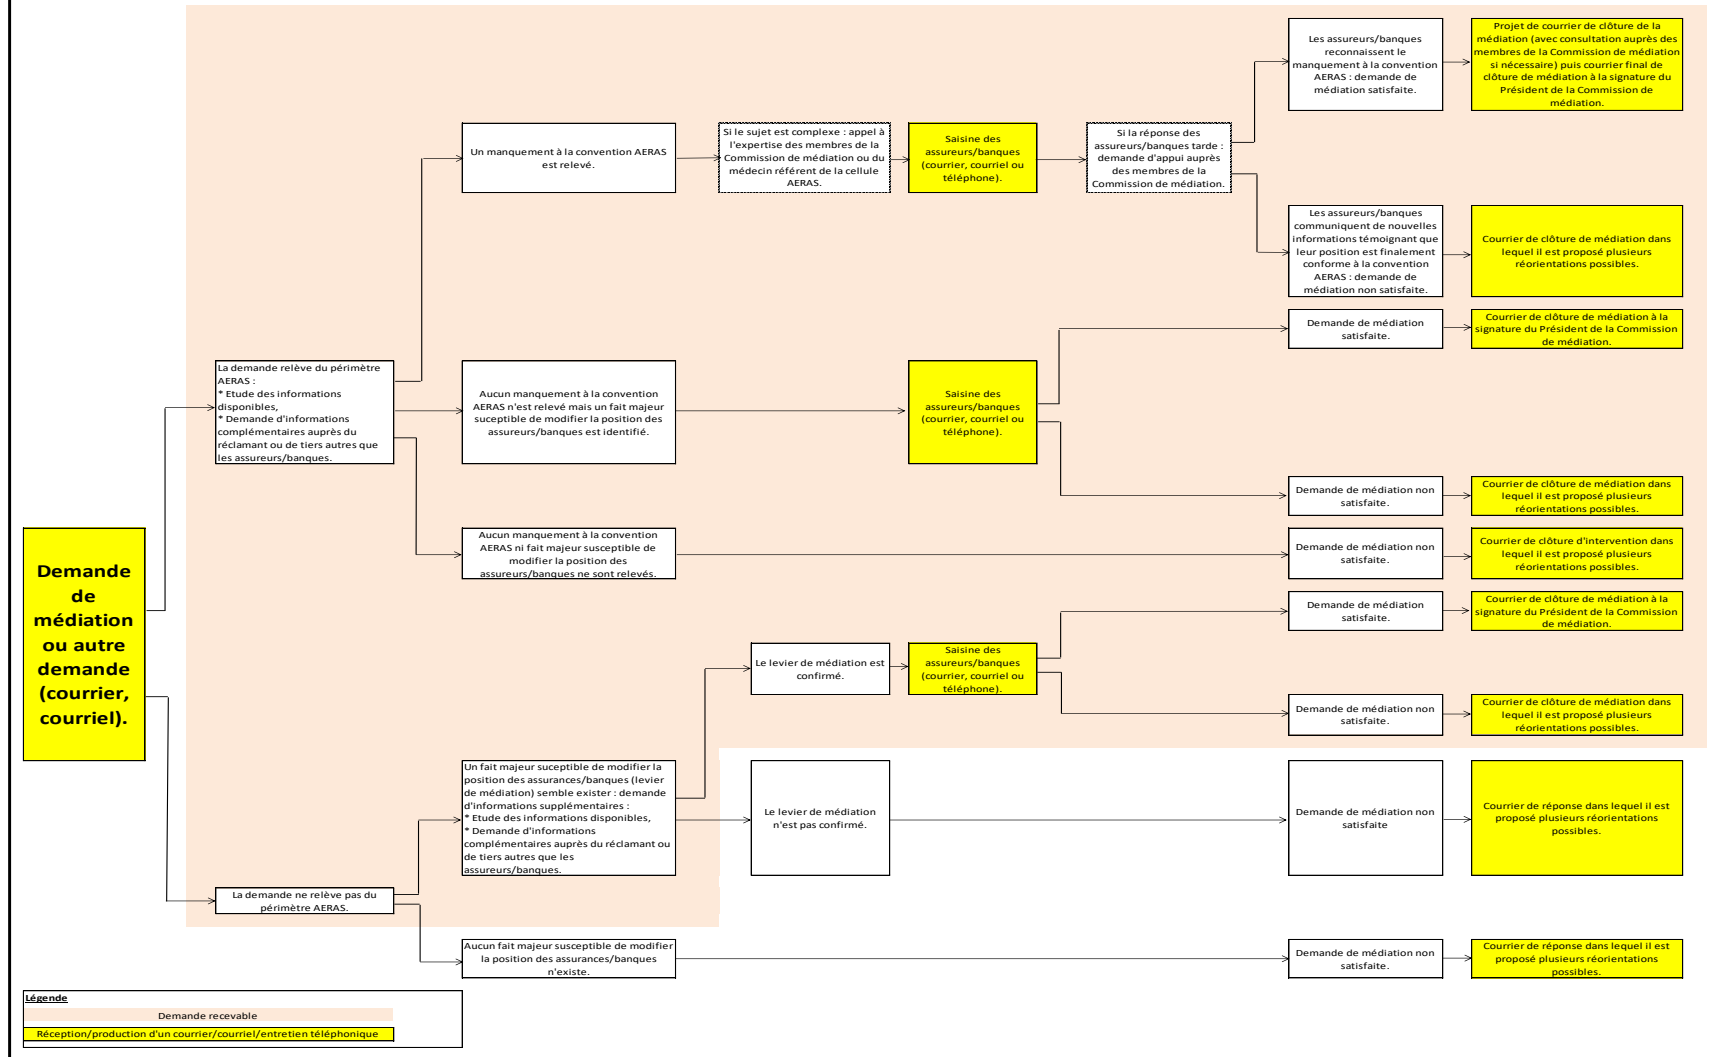 Demande
de
médiation
ou autre
demande
(courrier,
courriel).
La demande relève du périmètre
AERAS :
* Etude des informations
disponibles,
* Demande d'informations
complémentaires auprès du
réclamant ou de tiers autres que
les assureurs/banques.
Un manquement à la convention AERAS
est relevé.
Si le sujet est complexe : appel à
l'expertise des membres de la
Commission de médiation ou du
médecin référent de la cellule
AERAS.
Saisine des
assureurs/banques
(courrier, courriel ou
téléphone).
Si la réponse des
assureurs/banques tarde :
demande d'appui auprès
des membres de la
Commission de médiation.
Les assureurs/banques
reconnaissent le
manquement à la convention
AERAS : demande de
médiation satisfaite.
Projet de courrier de clôture de la
médiation (avec consultation auprès des
membres de la Commission de médiation
si nécessaire) puis courrier final de
clôture de médiation à la signature du
Président de la Commission de
médiation.
Les assureurs/banques
communiquent de nouvelles
informations témoignant que
leur position est finalement
conforme à la convention
AERAS : demande de
médiation non satisfaite.
Courrier de clôture de médiation dans
lequel il est proposé plusieurs
réorientations possibles.
Aucun manquement à la convention
AERAS n'est relevé mais un fait majeur
suceptible de modifier la position des
assureurs/banques est identifié.
Saisine des
assureurs/banques
(courrier, courriel ou
téléphone).
Demande de médiation
satisfaite.
Courrier de clôture de médiation à la
signature du Président de la Commission
de médiation.
Demande de médiation non
satisfaite.
Courrier de clôture de médiation dans
lequel il est proposé plusieurs
réorientations possibles.
Aucun manquement à la convention
AERAS ni fait majeur susceptible de
modifier la position des
assureurs/banques ne sont relevés.
Demande de médiation non
satisfaite.
Courrier de clôture d'intervention dans
lequel il est proposé plusieurs
réorientations possibles.
La demande ne relève pas du
périmètre AERAS.
Un fait majeur suceptible de modifier la
position des assurances/banques (levier
de médiation) semble exister : demande
d'informations supplémentaires :
* Etude des informations disponibles,
* Demande d'informations
complémentaires auprès du réclamant ou
de tiers autres que les
assureurs/banques.
Le levier de médiation est
confirmé.
Saisine des
assureurs/banques
(courrier, courriel ou
téléphone).
Demande de médiation
satisfaite.
Courrier de clôture de médiation à la
signature du Président de la Commission
de médiation.
Demande de médiation non
satisfaite.
Courrier de clôture de médiation dans
lequel il est proposé plusieurs
réorientations possibles.
Le levier de médiation
n'est pas confirmé.
Demande de médiation non
satisfaite
Courrier de réponse dans lequel il est
proposé plusieurs réorientations
possibles.
Aucun fait majeur susceptible de modifier
la position des assurances/banques
n'existe.
Demande de médiation non
satisfaite.
Courrier de réponse dans lequel il est
proposé plusieurs réorientations
possibles.
Légende
Demande recevable
Réception/production d'un courrier/courriel/entretien téléphonique